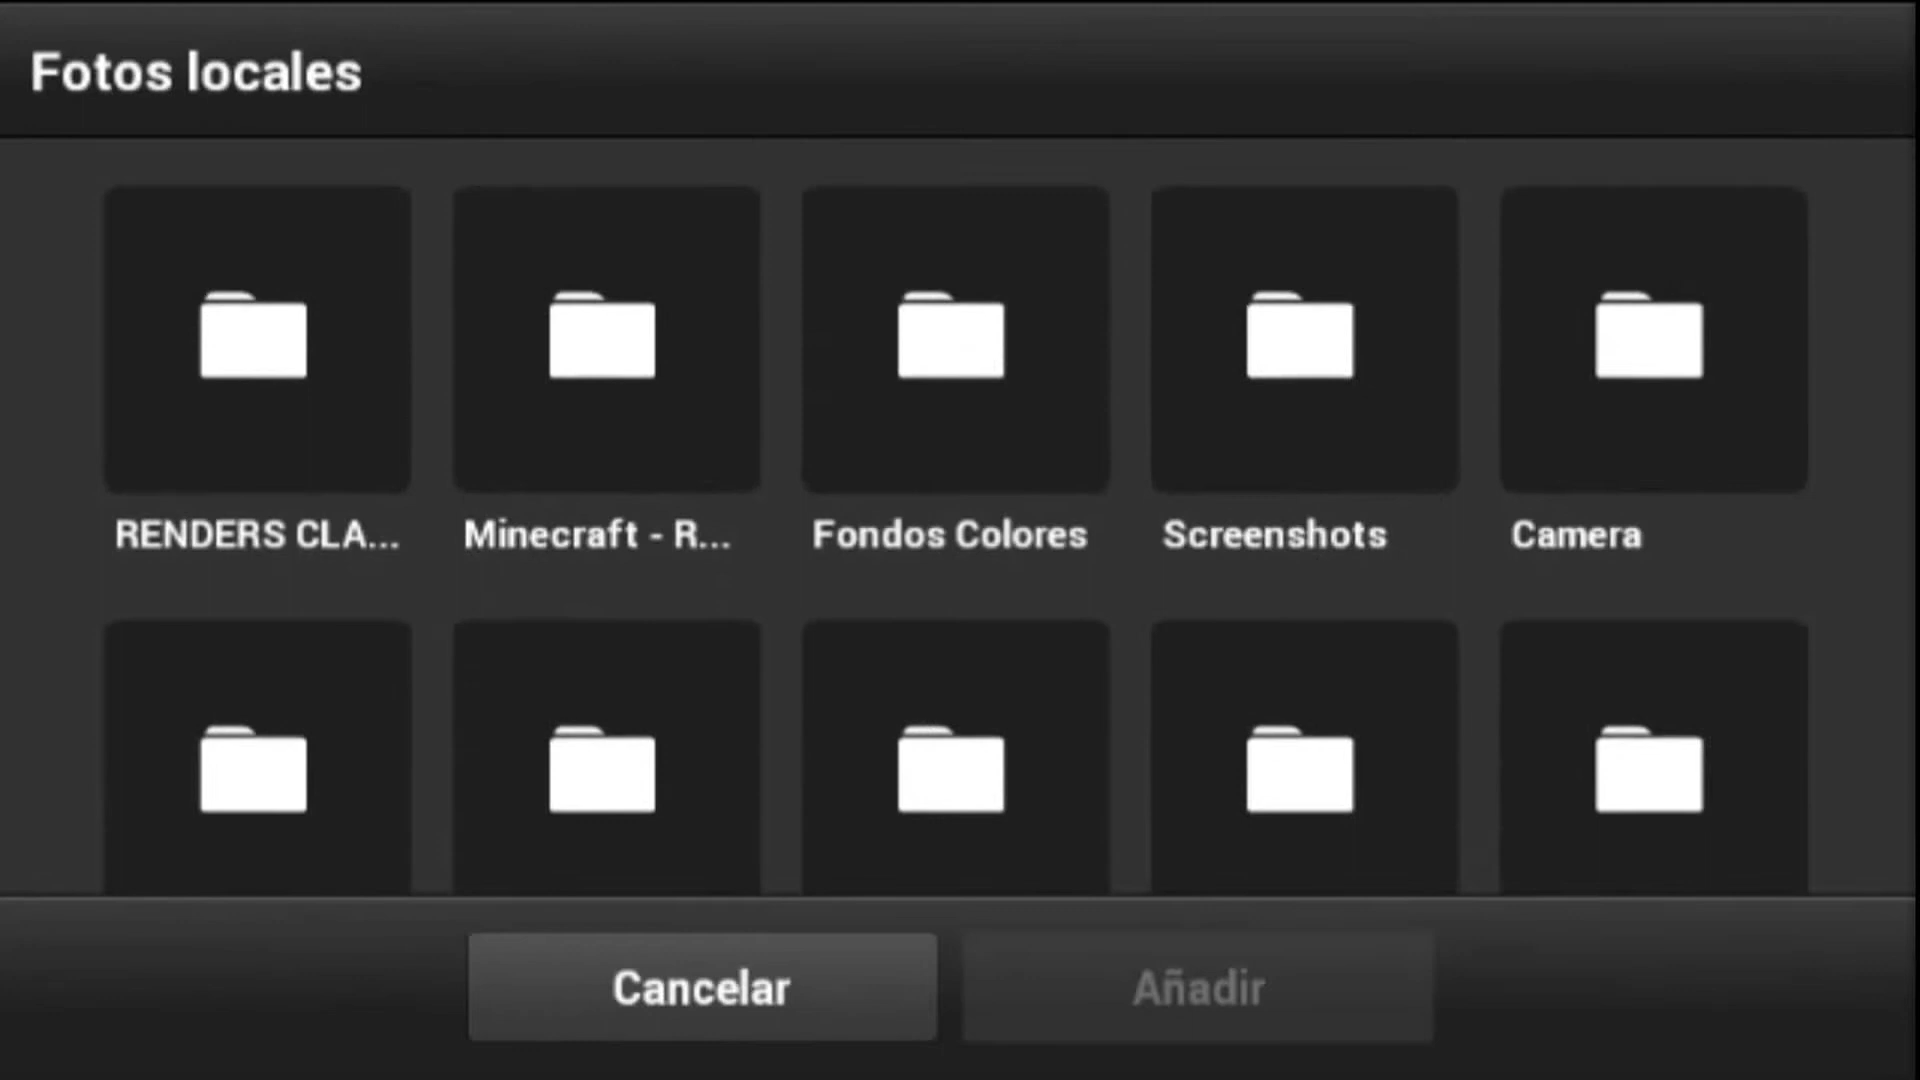 Fotos locales
RENDERS CLA...
Minecraft - R...
Fondos Colores
Screenshots
Camera
Cancelar
Añadir